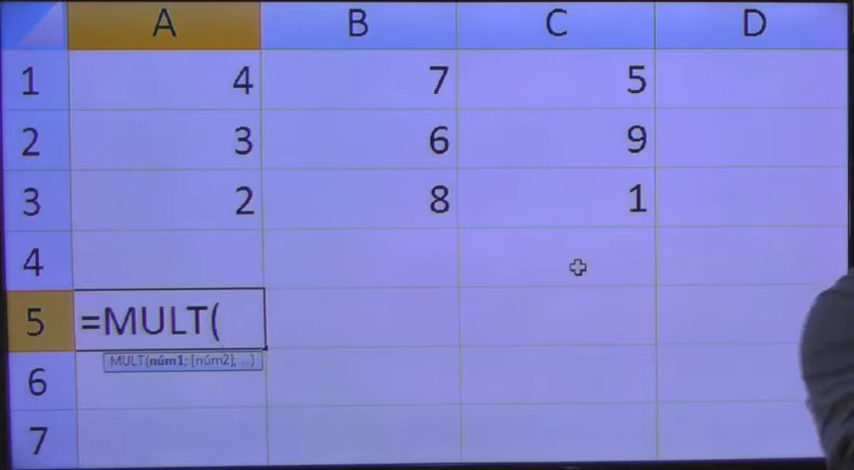 A B C D
1 4 7 5
2 3 6 9
3 2 8 1
4
5 =MULT(
MULT(núm1; [núm2]; ...)
6
7